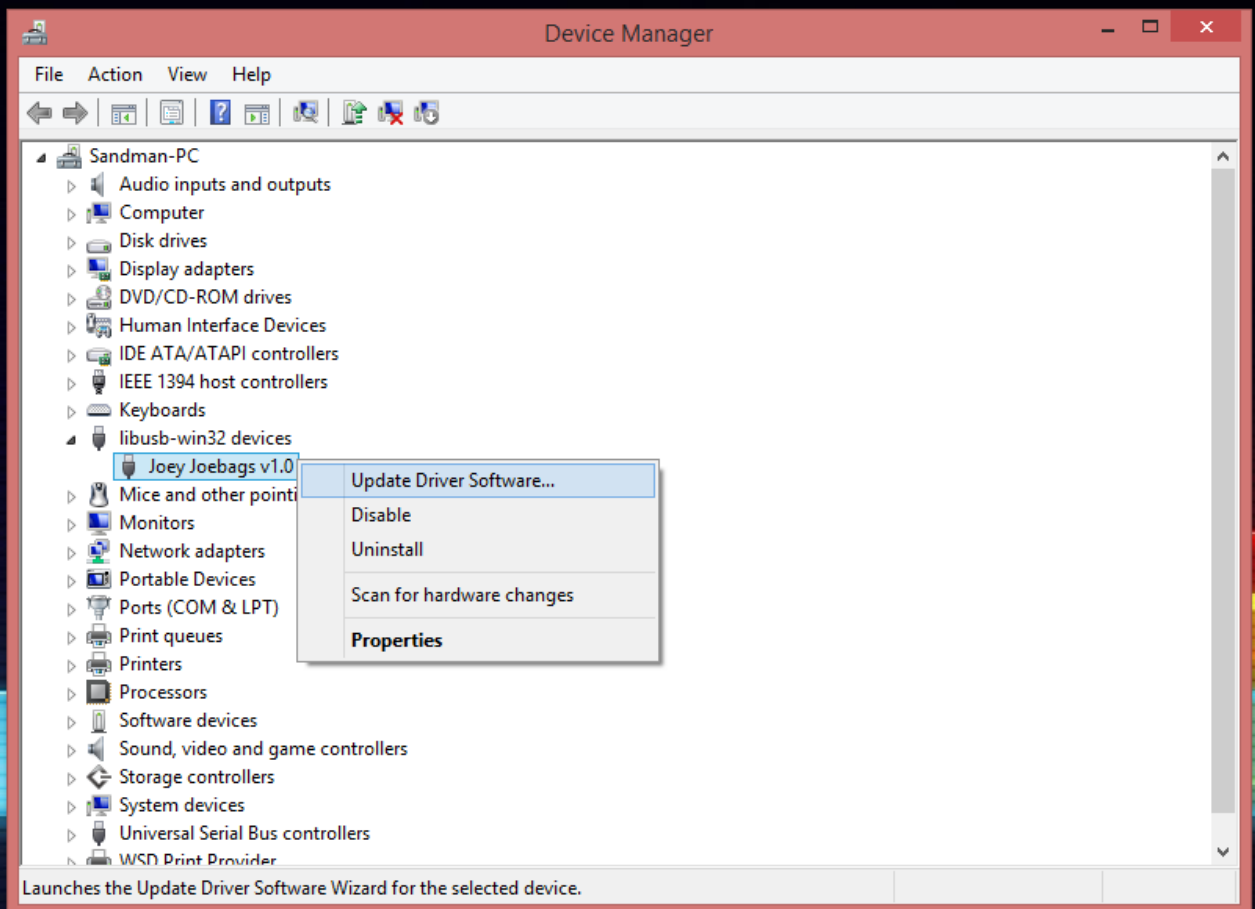 Device Manager
File Action View Help
Sandman-PC
Audio inputs and outputs
Computer
Disk drives
Display adapters
DVD/CD-ROM drives
Human Interface Devices
IDE ATA/ATAPI controllers
IEEE 1394 host controllers
Keyboards
libusb-win32 devices
Joey Joebags v1.0
Update Driver Software...
Mice and other pointi
Disable
Monitors
Uninstall
Network adapters
Portable Devices
Scan for hardware changes
Ports (COM & LPT)
Print queues
Properties
Printers
Processors
Software devices
Sound, video and game controllers
Storage controllers
System devices
Universal Serial Bus controllers
WSD Print Provider
Launches the Update Driver Software Wizard for the selected device.